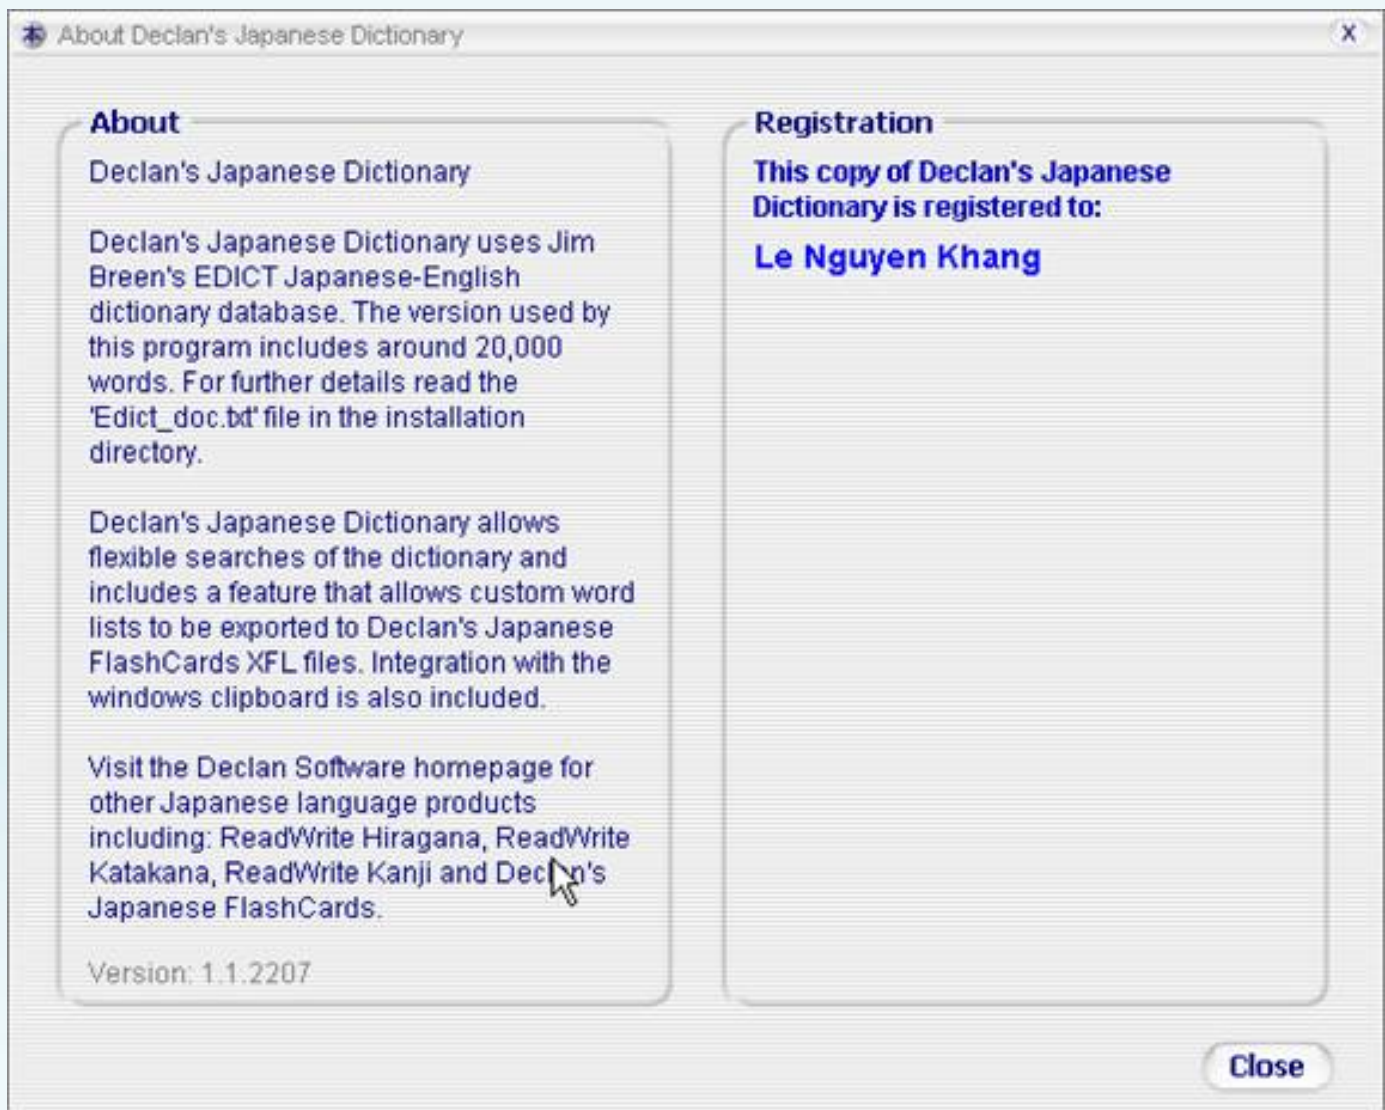 About Declan's Japanese Dictionary
X
About
Declan's Japanese Dictionary
Declan's Japanese Dictionary uses Jim
Breen's EDICT Japanese-English
dictionary database. The version used by
this program includes around 20,000
words. For further details read the
'Edict_doc.txt' file in the installation
directory.
Declan's Japanese Dictionary allows
flexible searches of the dictionary and
includes a feature that allows custom word
lists to be exported to Declan's Japanese
FlashCards XFL files. Integration with the
windows clipboard is also included.
Visit the Declan Software homepage for
other Japanese language products
including: ReadWrite Hiragana, ReadWrite
Katakana, ReadWrite Kanji and Declan's
Japanese FlashCards.
Version: 1.1.2207
Registration
This copy of Declan's Japanese
Dictionary is registered to:
Le Nguyen Khang
Close